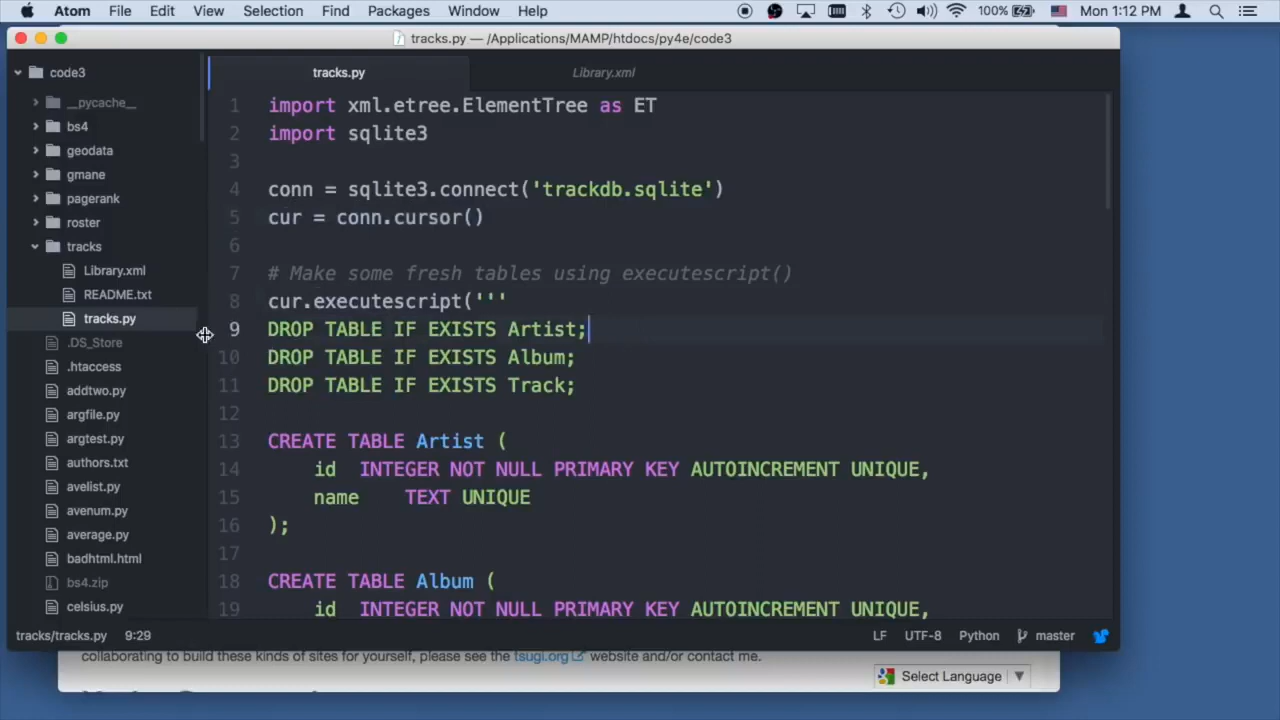 Atom File Edit View Selection Find Packages Window Help 100% Mon 1:12 PM
tracks.py — /Applications/MAMP/htdocs/py4e/code3
code3
__pycache__
bs4
geodata
gmane
pagerank
roster
tracks
Library.xml
README.txt
tracks.py
.DS_Store
.htaccess
addtwo.py
argfile.py
argtest.py
authors.txt
avelist.py
avenum.py
average.py
badhtml.html
bs4.zip
celsius.py
tracks.py Library.xml
1 import xml.etree.ElementTree as ET
2 import sqlite3
3
4 conn = sqlite3.connect('trackdb.sqlite')
5 cur = conn.cursor()
6
7 # Make some fresh tables using executescript()
8 cur.executescript('''
9 DROP TABLE IF EXISTS Artist;
10 DROP TABLE IF EXISTS Album;
11 DROP TABLE IF EXISTS Track;
12
13 CREATE TABLE Artist (
14 id INTEGER NOT NULL PRIMARY KEY AUTOINCREMENT UNIQUE,
15 name TEXT UNIQUE
16 );
17
18 CREATE TABLE Album (
19 id INTEGER NOT NULL PRIMARY KEY AUTOINCREMENT UNIQUE,
tracks/tracks.py 9:29 LF UTF-8 Python master
collaborating to build these kinds of sites for yourself, please see the tsugi.org website and/or contact me.
Select Language